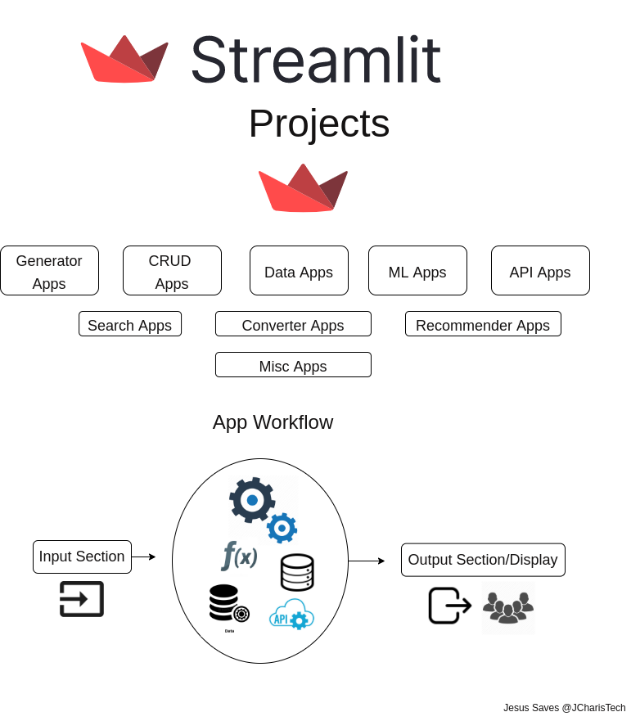 Streamlit
Projects
Generator
Apps
CRUD
Apps
Data Apps
ML Apps
API Apps
Search Apps
Converter Apps
Recommender Apps
Misc Apps
App Workflow
Input Section
f(x)
Data
API
Output Section/Display
Jesus Saves @JCharisTech